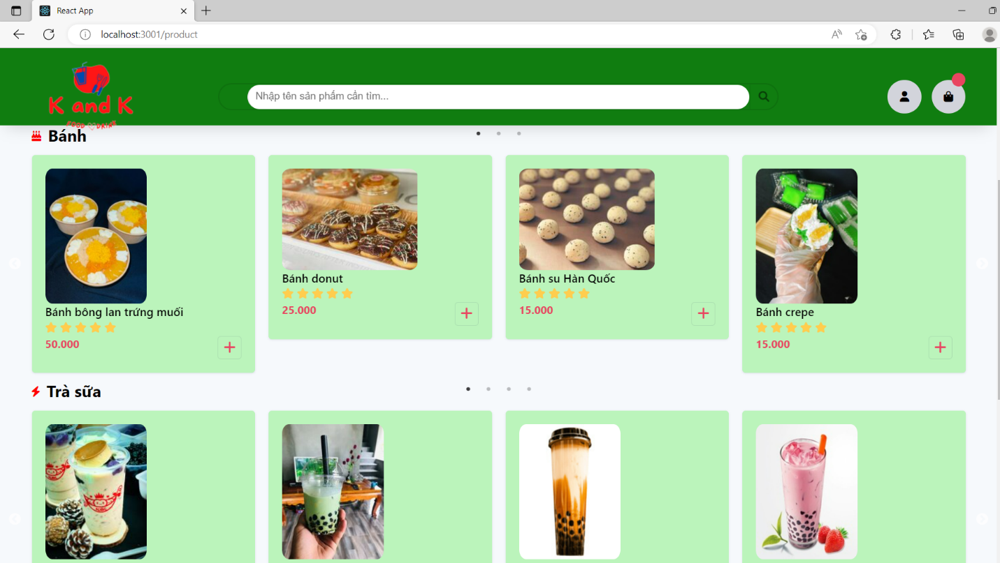 React App
localhost:3001/product
K and K
FOOD DRINK
Nhập tên sản phẩm cần tìm...
Bánh
Bánh bông lan trứng muối
50.000
Bánh donut
25.000
Bánh su Hàn Quốc
15.000
Bánh crepe
15.000
Trà sữa